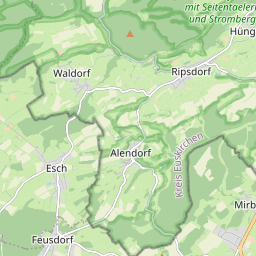 mit Seitentaelern
und Stromberg
Hüng
Ripsdorf
Waldorf
Kreis Euskirchen
Alendorf
Esch
Mirb
Feusdorf